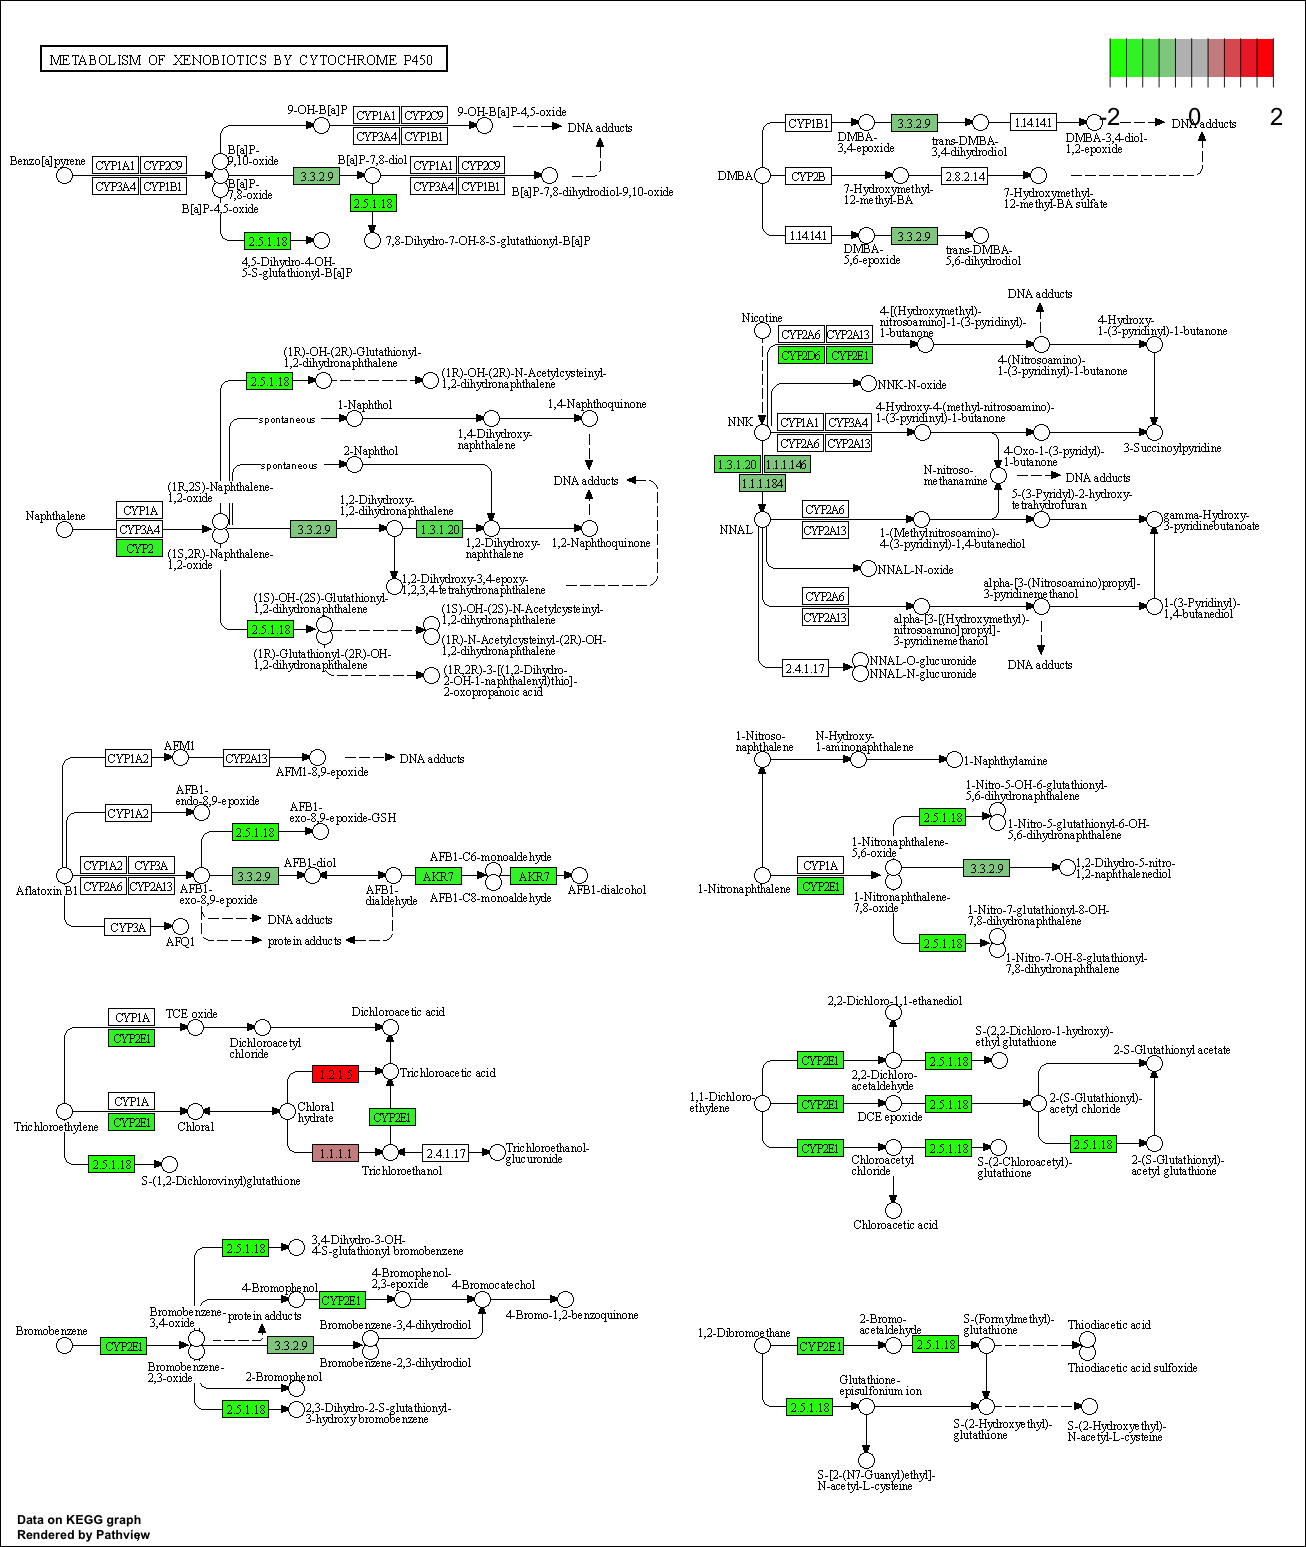 METABOLISM OF XENOBIOTICS BY CYTOCHROME P450
-2 0 2
9-OH-B[a]P
CYP1A1 CYP2C9
CYP3A4 CYP1B1
9-OH-B[a]P-4,5-oxide
DNA adducts
Benzo[a]pyrene
CYP1A1 CYP2C9
CYP3A4 CYP1B1
B[a]P-
9,10-oxide
B[a]P-
7,8-oxide
B[a]P-4,5-oxide
3.3.2.9
B[a]P-7,8-diol
CYP1A1 CYP2C9
CYP3A4 CYP1B1
B[a]P-7,8-dihydrodiol-9,10-oxide
2.5.1.18
7,8-Dihydro-7-OH-8-S-glutathionyl-B[a]P
2.5.1.18
4,5-Dihydro-4-OH-
5-S-glutathionyl-B[a]P
DMBA
CYP1B1
DMBA-
3,4-epoxide
3.3.2.9
trans-DMBA-
3,4-dihydrodiol
1.14.14.1
DMBA-3,4-diol-
1,2-epoxide
DNA adducts
CYP2B
7-Hydroxymethyl-
12-methyl-BA
2.8.2.14
7-Hydroxymethyl-
12-methyl-BA sulfate
1.14.14.1
DMBA-
5,6-epoxide
3.3.2.9
trans-DMBA-
5,6-dihydrodiol
(1R)-OH-(2R)-Glutathionyl-
1,2-dihydronaphthalene
2.5.1.18
(1R)-OH-(2R)-N-Acetylcysteinyl-
1,2-dihydronaphthalene
spontaneous
1-Naphthol
1,4-Dihydroxy-
naphthalene
1,4-Naphthoquinone
spontaneous
2-Naphthol
DNA adducts
Naphthalene
CYP1A
CYP3A4
CYP2
(1R,2S)-Naphthalene-
1,2-oxide
(1S,2R)-Naphthalene-
1,2-oxide
3.3.2.9
1,2-Dihydroxy-
1,2-dihydronaphthalene
1.3.1.20
1,2-Dihydroxy-
naphthalene
1,2-Naphthoquinone
1,2-Dihydroxy-3,4-epoxy-
1,2,3,4-tetrahydronaphthalene
(1S)-OH-(2S)-Glutathionyl-
1,2-dihydronaphthalene
2.5.1.18
(1R)-Glutathionyl-(2R)-OH-
1,2-dihydronaphthalene
(1S)-OH-(2S)-N-Acetylcysteinyl-
1,2-dihydronaphthalene
(1R)-N-Acetylcysteinyl-(2R)-OH-
1,2-dihydronaphthalene
(1R,2R)-3-[(1,2-Dihydro-
2-OH-1-naphthalenyl)thio]-
2-oxopropanoic acid
Nicotine
CYP2A6 CYP2A13
CYP2D6 CYP2E1
4-[(Hydroxymethyl)-
nitrosoamino]-1-(3-pyridinyl)-
1-butanone
DNA adducts
4-(Nitrosoamino)-
1-(3-pyridinyl)-1-butanone
4-Hydroxy-
1-(3-pyridinyl)-1-butanone
NNK-N-oxide
NNK
CYP1A1 CYP3A4
CYP2A6 CYP2A13
4-Hydroxy-4-(methyl-nitrosoamino)-
1-(3-pyridinyl)-1-butanone
4-Oxo-1-(3-pyridyl)-
1-butanone
3-Succinoylpyridine
1.3.1.20 1.1.1.146
1.1.1.184
N-nitroso-
methanamine
DNA adducts
NNAL
CYP2A6
CYP2A13
1-(Methylnitrosoamino)-
4-(3-pyridinyl)-1,4-butanediol
5-(3-Pyridyl)-2-hydroxy-
tetrahydrofuran
gamma-Hydroxy-
3-pyridinebutanoate
NNAL-N-oxide
CYP2A6
CYP2A13
alpha-[3-[(Hydroxymethyl)-
nitrosoamino]propyl]-
3-pyridinemethanol
alpha-[3-(Nitrosoamino)propyl]-
3-pyridinemethanol
1-(3-Pyridinyl)-
1,4-butanediol
DNA adducts
2.4.1.17
NNAL-O-glucuronide
NNAL-N-glucuronide
CYP1A2
AFM1
CYP2A13
AFM1-8,9-epoxide
DNA adducts
CYP1A2
AFB1-
endo-8,9-epoxide
2.5.1.18
AFB1-
exo-8,9-epoxide-GSH
Aflatoxin B1
CYP1A2 CYP3A
CYP2A6 CYP2A13
AFB1-
exo-8,9-epoxide
3.3.2.9
AFB1-diol
AFB1-
dialdehyde
AKR7
AFB1-C6-monoaldehyde
AFB1-C8-monoaldehyde
AKR7
AFB1-dialcohol
DNA adducts
protein adducts
CYP3A
AFQ1
1-Nitroso-
naphthalene
N-Hydroxy-
1-aminonaphthalene
1-Naphthylamine
1-Nitronaphthalene
CYP1A
CYP2E1
1-Nitronaphthalene-
5,6-oxide
1-Nitronaphthalene-
7,8-oxide
2.5.1.18
1-Nitro-5-OH-6-glutathionyl-
5,6-dihydronaphthalene
1-Nitro-5-glutathionyl-6-OH-
5,6-dihydronaphthalene
3.3.2.9
1,2-Dihydro-5-nitro-
1,2-naphthalenediol
2.5.1.18
1-Nitro-7-glutathionyl-8-OH-
7,8-dihydronaphthalene
1-Nitro-7-OH-8-glutathionyl-
7,8-dihydronaphthalene
CYP1A
CYP2E1
TCE oxide
Dichloroacetyl
chloride
Dichloroacetic acid
1.2.1.5
Trichloroacetic acid
Trichloroethylene
CYP1A
CYP2E1
Chloral
Chloral
hydrate
CYP2E1
1.1.1.1
Trichloroethanol
2.4.1.17
Trichloroethanol-
glucuronide
2.5.1.18
S-(1,2-Dichlorovinyl)glutathione
2,2-Dichloro-1,1-ethanediol
1,1-Dichloro-
ethylene
CYP2E1
2,2-Dichloro-
acetaldehyde
2.5.1.18
S-(2,2-Dichloro-1-hydroxy)-
ethyl glutathione
CYP2E1
DCE epoxide
2.5.1.18
2-(S-Glutathionyl)-
acetyl chloride
2-S-Glutathionyl acetate
2.5.1.18
2-(S-Glutathionyl)-
acetyl glutathione
CYP2E1
Chloroacetyl
chloride
2.5.1.18
S-(2-Chloroacetyl)-
glutathione
Chloroacetic acid
2.5.1.18
3,4-Dihydro-3-OH-
4-S-glutathionyl bromobenzene
4-Bromophenol
CYP2E1
4-Bromophenol-
2,3-epoxide
4-Bromocatechol
4-Bromo-1,2-benzoquinone
Bromobenzene
CYP2E1
Bromobenzene-
3,4-oxide
Bromobenzene-
2,3-oxide
protein adducts
3.3.2.9
Bromobenzene-3,4-dihydrodiol
Bromobenzene-2,3-dihydrodiol
2-Bromophenol
2.5.1.18
2,3-Dihydro-2-S-glutathionyl-
3-hydroxy bromobenzene
1,2-Dibromoethane
CYP2E1
2-Bromo-
acetaldehyde
2.5.1.18
S-(Formylmethyl)-
glutathione
Thiodiacetic acid
Thiodiacetic acid sulfoxide
2.5.1.18
Glutathione-
episulfonium ion
S-(2-Hydroxyethyl)-
glutathione
S-(2-Hydroxyethyl)-
N-acetyl-L-cysteine
S-[2-(N7-Guanyl)ethyl]-
N-acetyl-L-cysteine
Data on KEGG graph
Rendered by Pathview